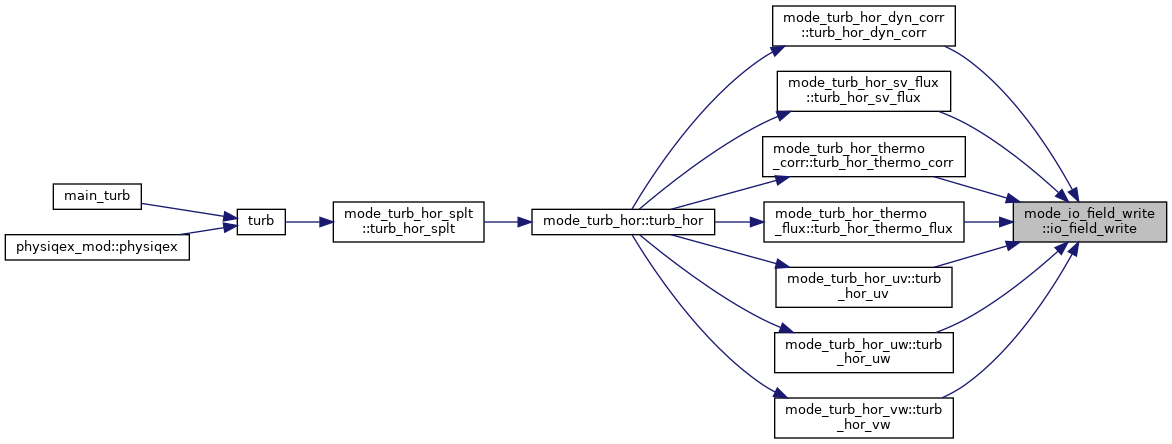 mode_turb_hor_dyn_corr
::turb_hor_dyn_corr
mode_turb_hor_sv_flux
::turb_hor_sv_flux
mode_turb_hor_thermo
_corr::turb_hor_thermo_corr
main_turb
physiqex_mod::physiqex
turb
mode_turb_hor_splt
::turb_hor_splt
mode_turb_hor::turb_hor
mode_turb_hor_thermo
_flux::turb_hor_thermo_flux
mode_io_field_write
::io_field_write
mode_turb_hor_uv::turb
_hor_uv
mode_turb_hor_uw::turb
_hor_uw
mode_turb_hor_vw::turb
_hor_vw